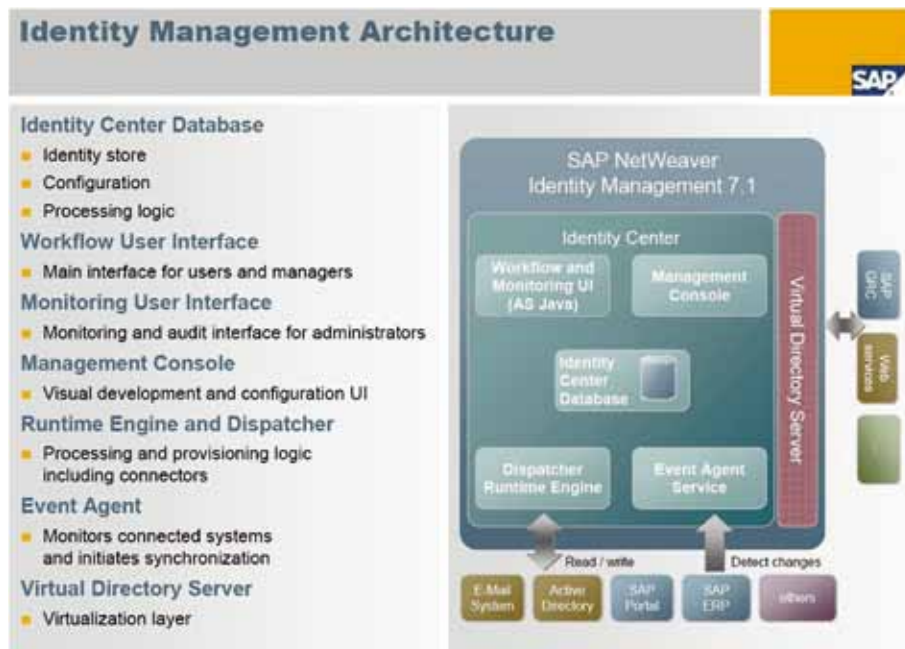 Identity Management Architecture
SAP
Identity Center Database
Identity store
Configuration
Processing logic
Workflow User Interface
Main interface for users and managers
Monitoring User Interface
Monitoring and audit interface for administrators
Management Console
Visual development and configuration UI
Runtime Engine and Dispatcher
Processing and provisioning logic
including connectors
Event Agent
Monitors connected systems
and initiates synchronization
Virtual Directory Server
Virtualization layer
SAP NetWeaver
Identity Management 7.1
Identity Center
Workflow and
Monitoring UI
(AS Java)
Management
Console
Identity
Center
Database
Dispatcher
Runtime Engine
Event Agent
Service
Virtual Directory Server
SAP
GRC
Web
services
Read / write
Detect changes
E-Mail
System
Active
Directory
SAP
Portal
SAP
ERP
others